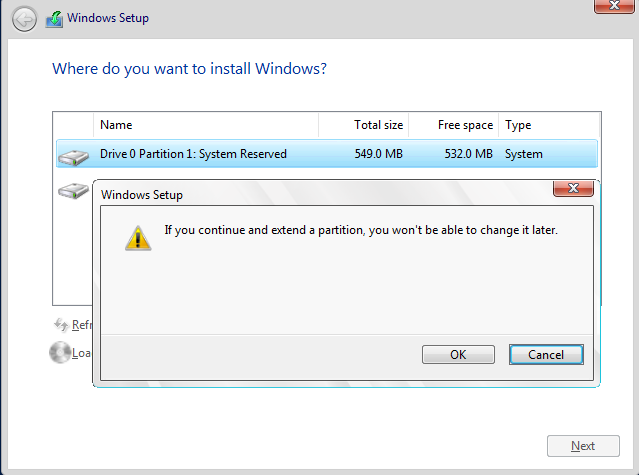 Windows Setup
Where do you want to install Windows?
Name Total size Free space Type
Drive 0 Partition 1: System Reserved 549.0 MB 532.0 MB System
Windows Setup
If you continue and extend a partition, you won't be able to change it later.
Refr
Loa
OK Cancel
Next